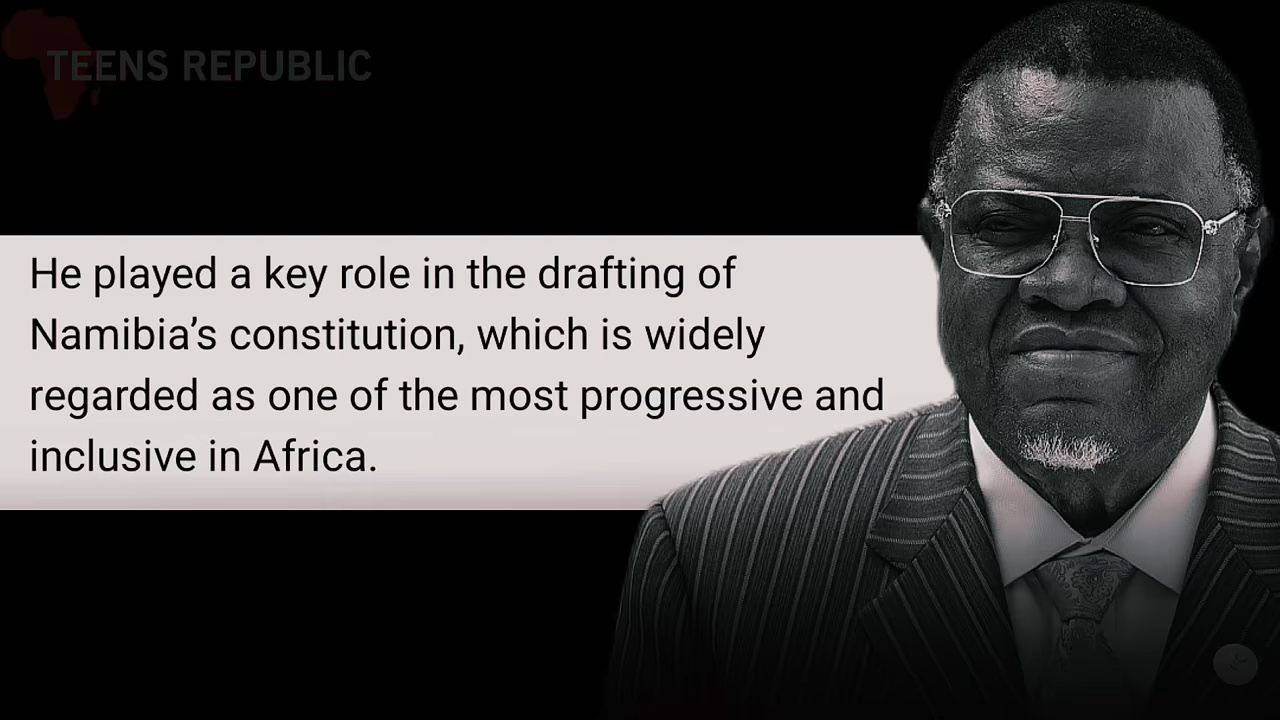 TEENS REPUBLIC
He played a key role in the drafting of
Namibia’s constitution, which is widely
regarded as one of the most progressive and
inclusive in Africa.